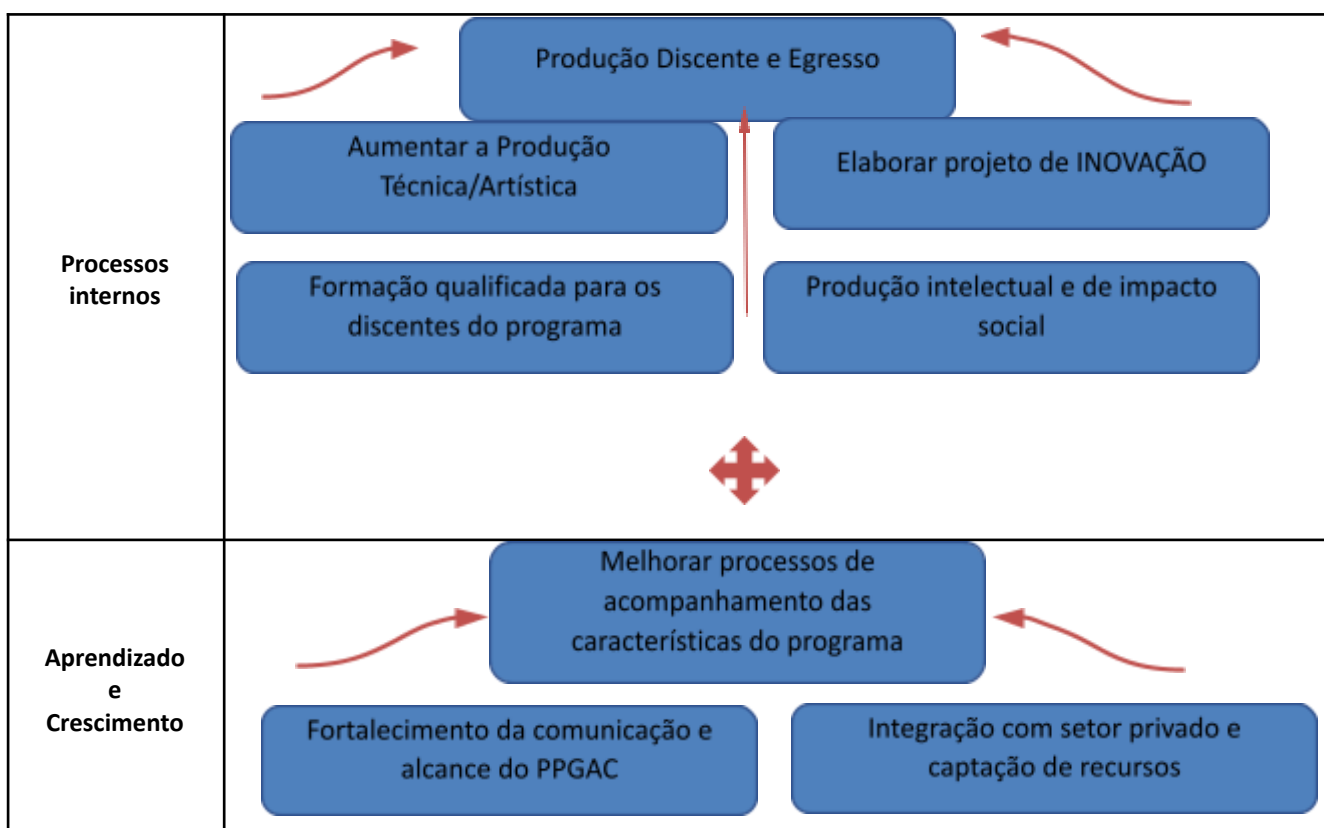 Produção Discente e Egresso
Aumentar a Produção
Técnica/Artística
Elaborar projeto de INOVAÇÃO
Processos
internos
Formação qualificada para os
discentes do programa
Produção intelectual e de impacto
social
Melhorar processos de
acompanhamento das
características do programa
Aprendizado
e
Crescimento
Fortalecimento da comunicação e
alcance do PPGAC
Integração com setor privado e
captação de recursos